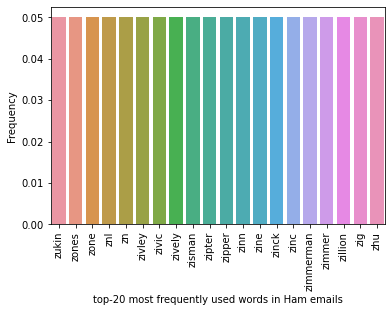 0.05
0.04
0.03
0.02
0.01
0.00
Frequency
zukin
zones
zone
znl
zn
zivley
zivic
zively
zisman
zipter
zipper
zinn
zine
zinck
zinc
zimmerman
zimmer
zillion
zig
zhu
top-20 most frequently used words in Ham emails